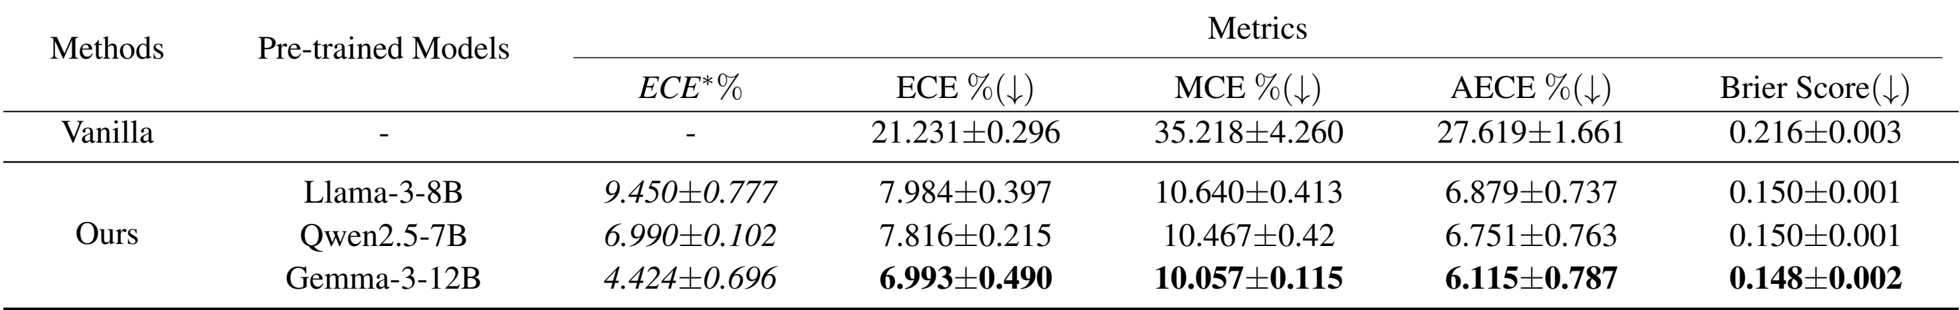 Metrics
Methods Pre-trained Models
ECE*% ECE %(↓) MCE %(↓) AECE %(↓) Brier Score(↓)
Vanilla - - 21.231±0.296 35.218±4.260 27.619±1.661 0.216±0.003
Llama-3-8B 9.450±0.777 7.984±0.397 10.640±0.413 6.879±0.737 0.150±0.001
Ours Qwen2.5-7B 6.990±0.102 7.816±0.215 10.467±0.42 6.751±0.763 0.150±0.001
Gemma-3-12B 4.424±0.696 6.993±0.490 10.057±0.115 6.115±0.787 0.148±0.002